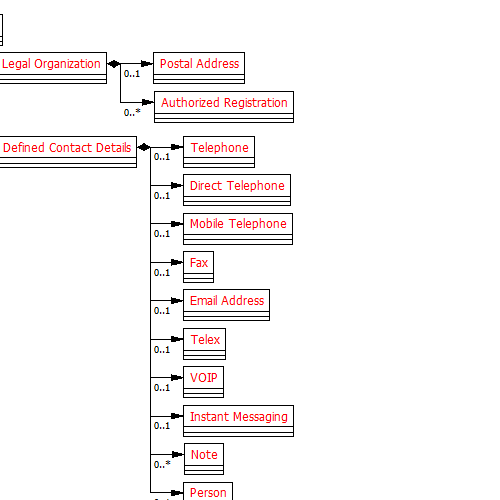 Legal Organization
0..1
Postal Address
0..*
Authorized Registration
Defined Contact Details
0..1
Telephone
0..1
Direct Telephone
0..1
Mobile Telephone
0..1
Fax
0..1
Email Address
0..1
Telex
0..1
VOIP
0..1
Instant Messaging
0..*
Note
Person